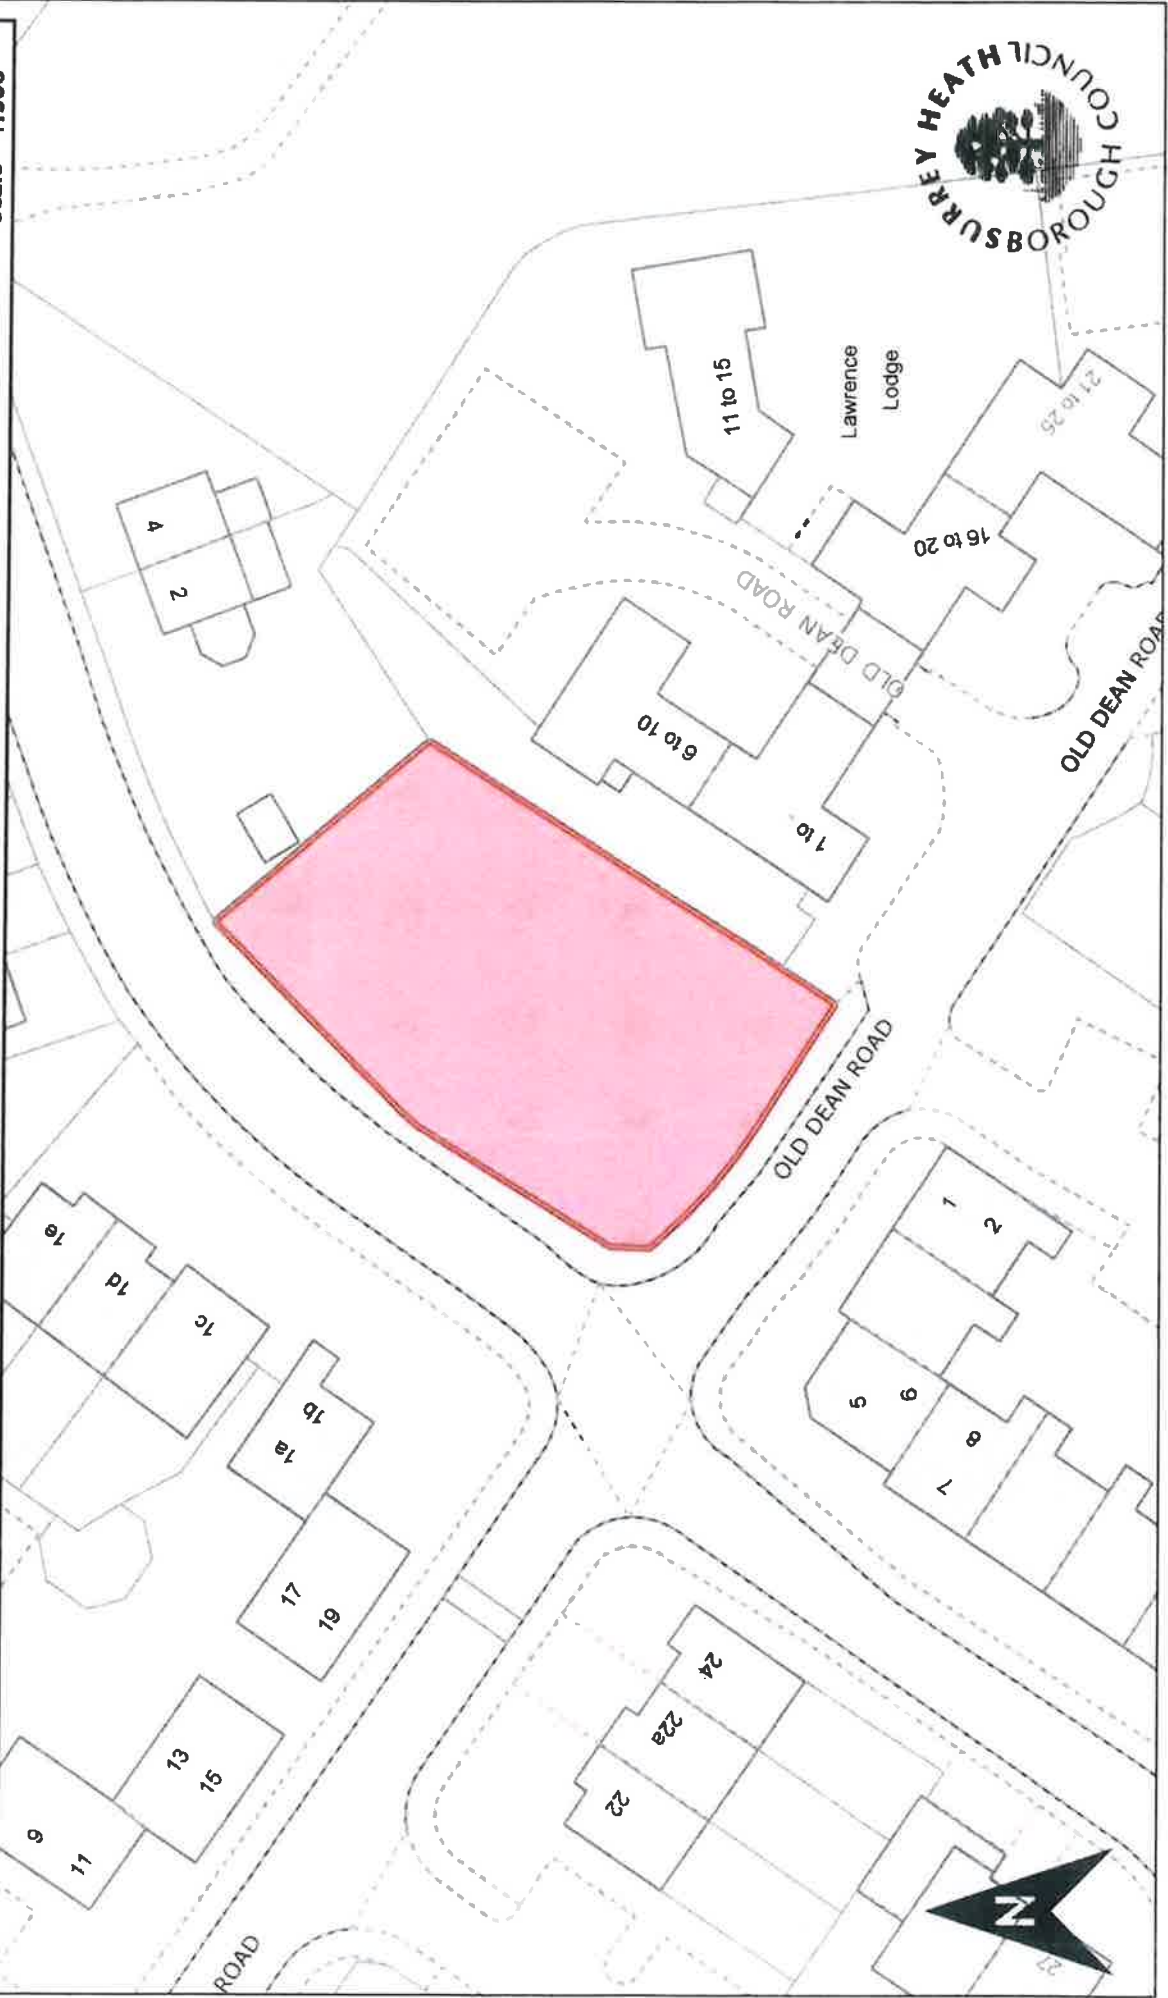 SURREY HEATH
BOROUGH COUNCIL
11 to 15
Lawrence
Lodge
21 to 25
16 to 20
OLD DEAN ROAD
OLD DEAN ROAD
6 to 10
1 to
4
2
OLD DEAN ROAD
1e
1d
1c
1b
1a
17
19
13
15
9
11
1
2
5
6
8
7
24
22a
22
27
ROAD
N